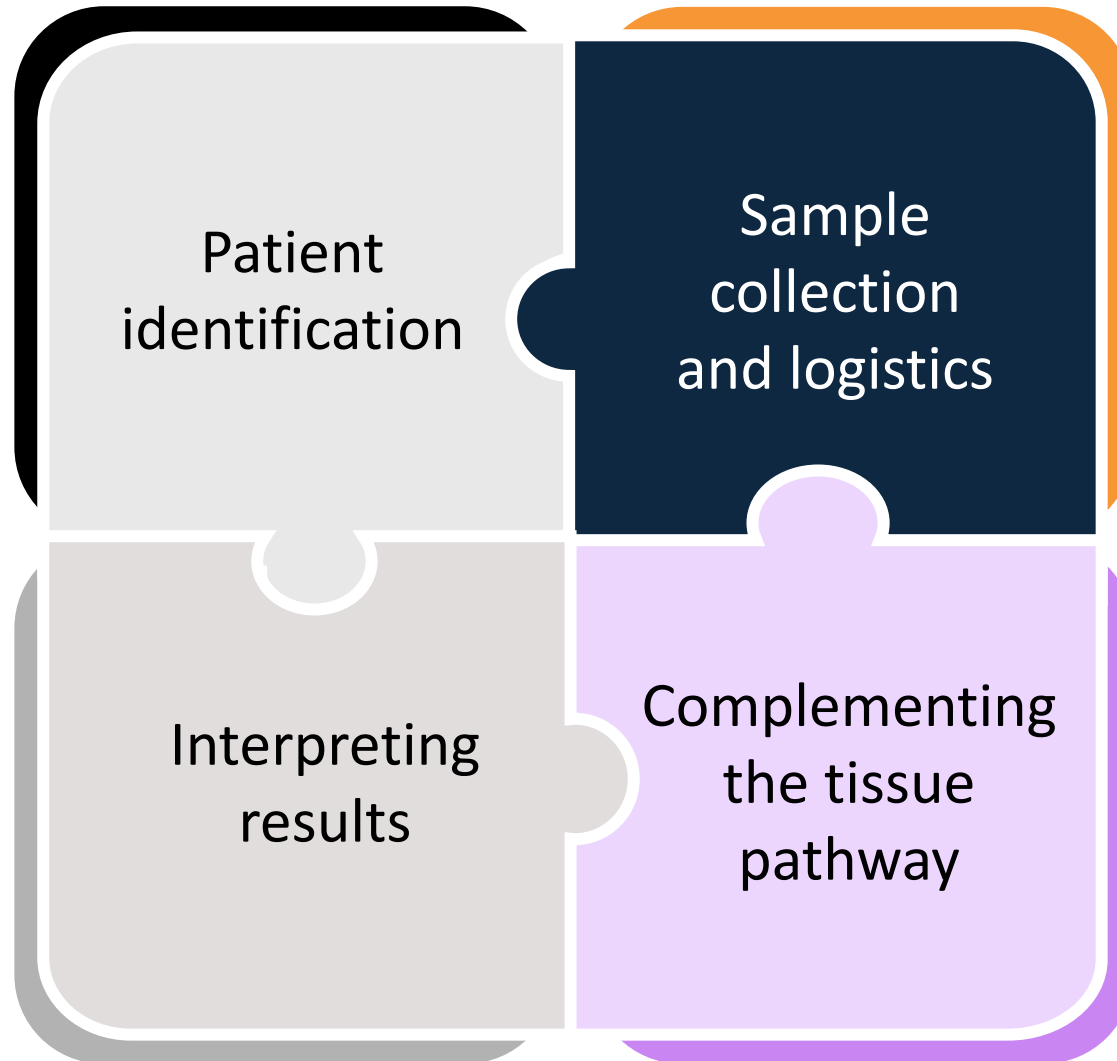 Patient
identification
Sample
collection
and logistics
Interpreting
results
Complementing
the tissue
pathway